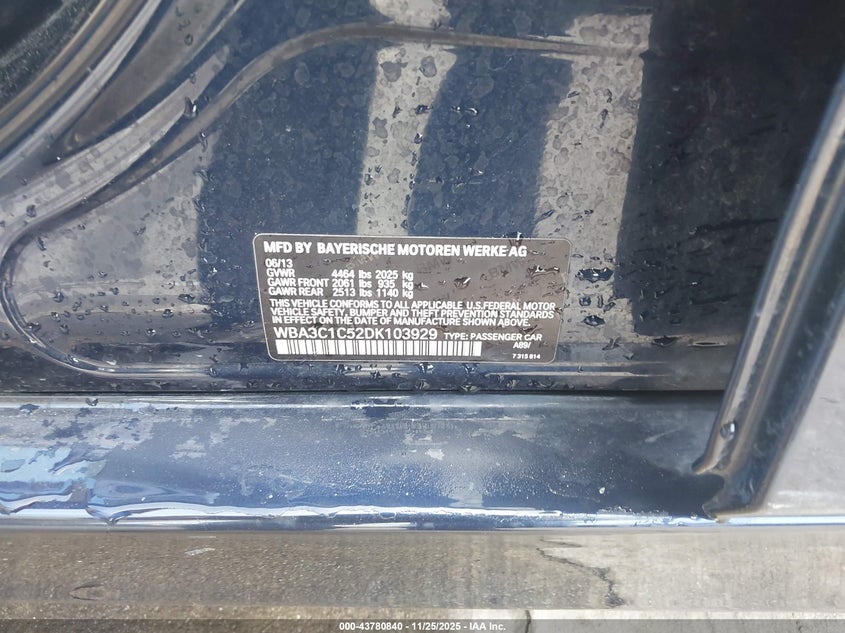 MFD BY BAYERISCHE MOTOREN WERKE AG
06/13
GVWR 4464 lbs 2025 kg
GAWR FRONT 2061 lbs 935 kg
GAWR REAR 2513 lbs 1140 kg
THIS VEHICLE CONFORMS TO ALL APPLICABLE U.S. FEDERAL MOTOR
VEHICLE SAFETY, BUMPER AND THEFT PREVENTION STANDARDS
IN EFFECT ON THE DATE OF MANUFACTURE SHOWN ABOVE.
WBA3C1C52DK103929 TYPE: PASSENGER CAR
A89/
7 315 814
000-43780840 - 11/25/2025 - IAA Inc.